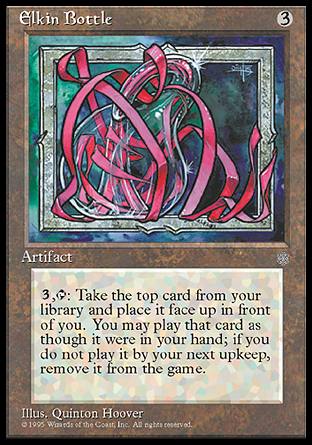 Elkin Bottle 3
Artifact
3,: Take the top card from your
library and place it face up in front
of you. You may play that card as
though it were in your hand; if you
do not play it by your next upkeep,
remove it from the game.
Illus. Quinton Hoover
© 1995 Wizards of the Coast, Inc. All rights reserved.